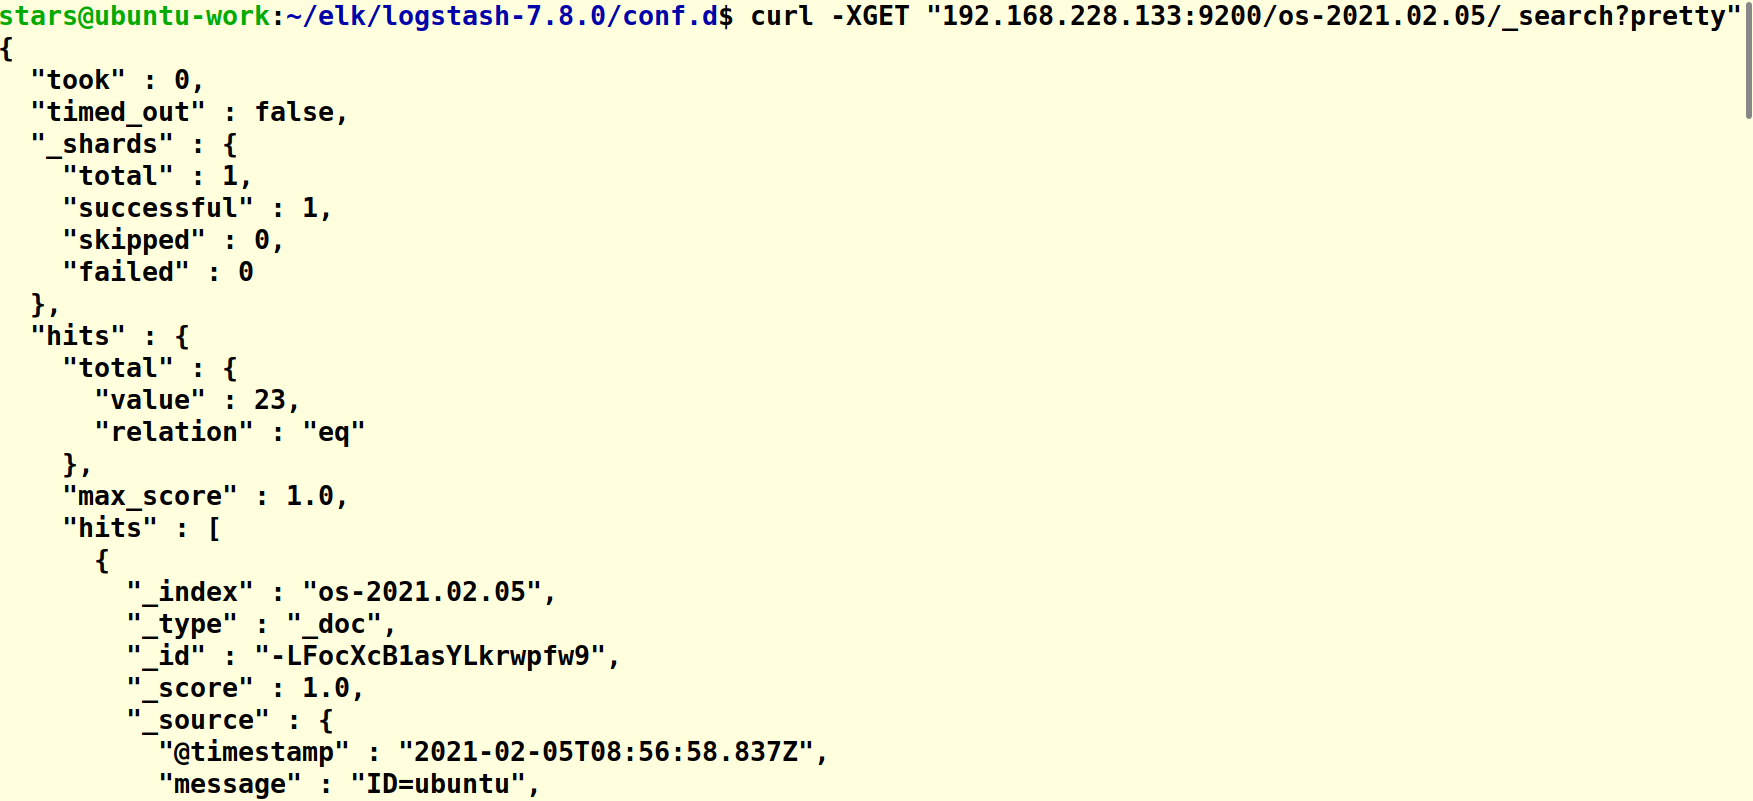 stars@ubuntu-work:~/elk/logstash-7.8.0/conf.d$ curl -XGET "192.168.228.133:9200/os-2021.02.05/_search?pretty"
{
  "took" : 0,
  "timed_out" : false,
  "_shards" : {
    "total" : 1,
    "successful" : 1,
    "skipped" : 0,
    "failed" : 0
  },
  "hits" : {
    "total" : {
      "value" : 23,
      "relation" : "eq"
    },
    "max_score" : 1.0,
    "hits" : [
      {
        "_index" : "os-2021.02.05",
        "_type" : "_doc",
        "_id" : "-LFocXcB1asYLkrwpfw9",
        "_score" : 1.0,
        "_source" : {
          "@timestamp" : "2021-02-05T08:56:58.837Z",
          "message" : "ID=ubuntu",